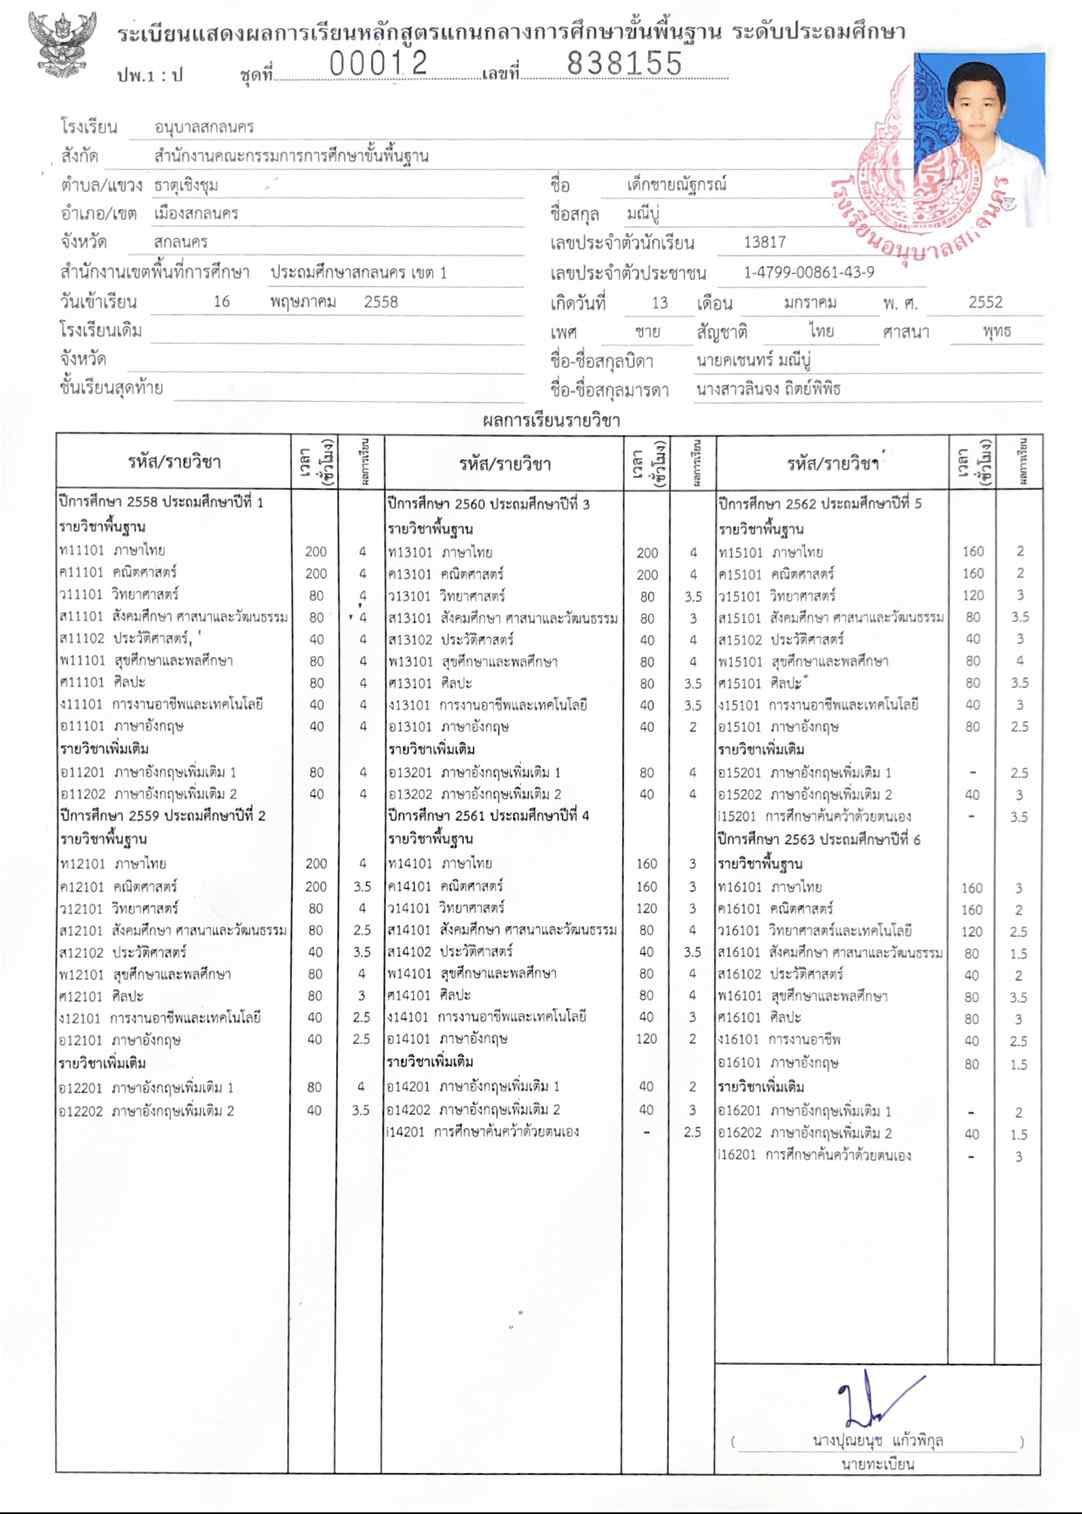 ระเบียนแสดงผลการเรียนหลักสูตรแกนกลางการศึกษาขั้นพื้นฐาน ระดับประถมศึกษา
ปพ.1 : ป ชุดที่ 00012 เลขที่ 838155
โรงเรียน อนุบาลสกลนคร
สังกัด สำนักงานคณะกรรมการการศึกษาขั้นพื้นฐาน
ตำบล/แขวง ธาตุเชิงชุม
อำเภอ/เขต เมืองสกลนคร
จังหวัด สกลนคร
สำนักงานเขตพื้นที่การศึกษา ประถมศึกษาสกลนคร เขต 1
วันเข้าเรียน 16 พฤษภาคม 2558
โรงเรียนเดิม
จังหวัด
ชั้นเรียนสุดท้าย
ชื่อ เด็กชายณัฐกรณ์
ชื่อสกุล มณีบู่
เลขประจำตัวนักเรียน 13817
เลขประจำตัวประชาชน 1-4799-00861-43-9
เกิดวันที่ 13 เดือน มกราคม พ. ศ. 2552
เพศ ชาย สัญชาติ ไทย ศาสนา พุทธ
ชื่อ-ชื่อสกุลบิดา นายคเชนทร์ มณีบู่
ชื่อ-ชื่อสกุลมารดา นางสาวลินจง ถิตย์พิพิธ
โรงเรียนอนุบาลสกลนคร
ผลการเรียนรายวิชา
รหัส/รายวิชา เวลา (ชั่วโมง) ผลการเรียน
ปีการศึกษา 2558 ประถมศึกษาปีที่ 1
รายวิชาพื้นฐาน
ท11101 ภาษาไทย 200 4
ค11101 คณิตศาสตร์ 200 4
ว11101 วิทยาศาสตร์ 80 4
ส11101 สังคมศึกษา ศาสนาและวัฒนธรรม 80 4
ส11102 ประวัติศาสตร์ 40 4
พ11101 สุขศึกษาและพลศึกษา 80 4
ศ11101 ศิลปะ 80 4
ง11101 การงานอาชีพและเทคโนโลยี 40 4
อ11101 ภาษาอังกฤษ 40 4
รายวิชาเพิ่มเติม
อ11201 ภาษาอังกฤษเพิ่มเติม 1 80 4
อ11202 ภาษาอังกฤษเพิ่มเติม 2 40 4
ปีการศึกษา 2559 ประถมศึกษาปีที่ 2
รายวิชาพื้นฐาน
ท12101 ภาษาไทย 200 4
ค12101 คณิตศาสตร์ 200 3.5
ว12101 วิทยาศาสตร์ 80 4
ส12101 สังคมศึกษา ศาสนาและวัฒนธรรม 80 2.5
ส12102 ประวัติศาสตร์ 40 3.5
พ12101 สุขศึกษาและพลศึกษา 80 4
ศ12101 ศิลปะ 80 3
ง12101 การงานอาชีพและเทคโนโลยี 40 2.5
อ12101 ภาษาอังกฤษ 40 2.5
รายวิชาเพิ่มเติม
อ12201 ภาษาอังกฤษเพิ่มเติม 1 80 4
อ12202 ภาษาอังกฤษเพิ่มเติม 2 40 3.5
รหัส/รายวิชา เวลา (ชั่วโมง) ผลการเรียน
ปีการศึกษา 2560 ประถมศึกษาปีที่ 3
รายวิชาพื้นฐาน
ท13101 ภาษาไทย 200 4
ค13101 คณิตศาสตร์ 200 4
ว13101 วิทยาศาสตร์ 80 3.5
ส13101 สังคมศึกษา ศาสนาและวัฒนธรรม 80 3
ส13102 ประวัติศาสตร์ 40 4
พ13101 สุขศึกษาและพลศึกษา 80 4
ศ13101 ศิลปะ 80 3.5
ง13101 การงานอาชีพและเทคโนโลยี 40 3.5
อ13101 ภาษาอังกฤษ 40 2
รายวิชาเพิ่มเติม
อ13201 ภาษาอังกฤษเพิ่มเติม 1 80 4
อ13202 ภาษาอังกฤษเพิ่มเติม 2 40 4
ปีการศึกษา 2561 ประถมศึกษาปีที่ 4
รายวิชาพื้นฐาน
ท14101 ภาษาไทย 160 3
ค14101 คณิตศาสตร์ 160 3
ว14101 วิทยาศาสตร์ 120 3
ส14101 สังคมศึกษา ศาสนาและวัฒนธรรม 80 4
ส14102 ประวัติศาสตร์ 40 3.5
พ14101 สุขศึกษาและพลศึกษา 80 4
ศ14101 ศิลปะ 80 4
ง14101 การงานอาชีพและเทคโนโลยี 40 3
อ14101 ภาษาอังกฤษ 120 2
รายวิชาเพิ่มเติม
อ14201 ภาษาอังกฤษเพิ่มเติม 1 40 2
อ14202 ภาษาอังกฤษเพิ่มเติม 2 40 3
i14201 การศึกษาค้นคว้าด้วยตนเอง - 2.5
รหัส/รายวิชา เวลา (ชั่วโมง) ผลการเรียน
ปีการศึกษา 2562 ประถมศึกษาปีที่ 5
รายวิชาพื้นฐาน
ท15101 ภาษาไทย 160 2
ค15101 คณิตศาสตร์ 160 2
ว15101 วิทยาศาสตร์ 120 3
ส15101 สังคมศึกษา ศาสนาและวัฒนธรรม 80 3.5
ส15102 ประวัติศาสตร์ 40 3
พ15101 สุขศึกษาและพลศึกษา 80 4
ศ15101 ศิลปะ 80 3.5
ง15101 การงานอาชีพและเทคโนโลยี 40 3
อ15101 ภาษาอังกฤษ 80 2.5
รายวิชาเพิ่มเติม
อ15201 ภาษาอังกฤษเพิ่มเติม 1 - 2.5
อ15202 ภาษาอังกฤษเพิ่มเติม 2 40 3
i15201 การศึกษาค้นคว้าด้วยตนเอง - 3.5
ปีการศึกษา 2563 ประถมศึกษาปีที่ 6
รายวิชาพื้นฐาน
ท16101 ภาษาไทย 160 3
ค16101 คณิตศาสตร์ 160 2
ว16101 วิทยาศาสตร์และเทคโนโลยี 120 2.5
ส16101 สังคมศึกษา ศาสนาและวัฒนธรรม 80 1.5
ส16102 ประวัติศาสตร์ 40 2
พ16101 สุขศึกษาและพลศึกษา 80 3.5
ศ16101 ศิลปะ 80 3
ง16101 การงานอาชีพ 40 2.5
อ16101 ภาษาอังกฤษ 80 1.5
รายวิชาเพิ่มเติม
อ16201 ภาษาอังกฤษเพิ่มเติม 1 - 2
อ16202 ภาษาอังกฤษเพิ่มเติม 2 40 1.5
i16201 การศึกษาค้นคว้าด้วยตนเอง - 3
( นางปุณยนุช แก้วพิกุล )
นายทะเบียน